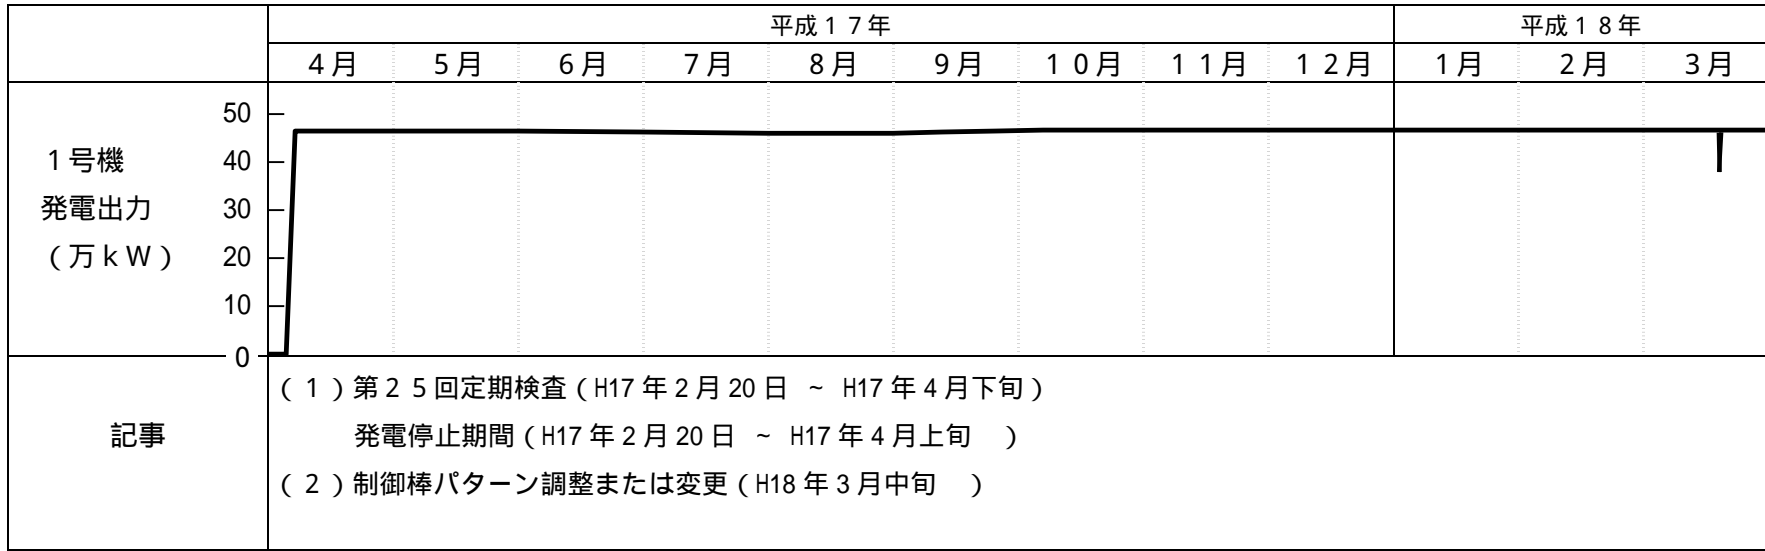 平成１７年 平成１８年
４月 ５月 ６月 ７月 ８月 ９月 １０月 １１月 １２月 １月 ２月 ３月
50
１号機 40
発電出力 30
（万ｋＷ） 20
10
0
（１）第２５回定期検査（H17年２月20日 ～ H17年４月下旬）
発電停止期間（H17年２月20日 ～ H17年４月上旬 ）
記事
（２）制御棒パターン調整または変更（H18年３月中旬 ）